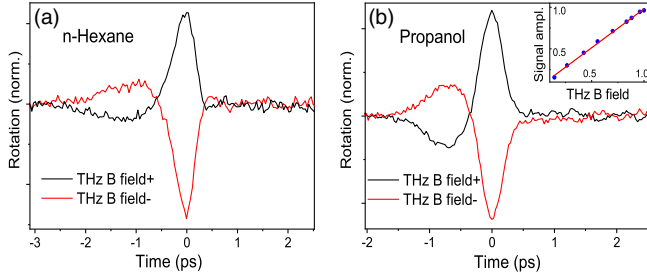 (a)
n-Hexane
Rotation (norm.)
THz B field+
THz B field-
-3 -2 -1 0 1 2
Time (ps)
(b)
Propanol
Rotation (norm.)
THz B field+
THz B field-
-2 -1 0 1 2
Time (ps)
Signal ampl.
1.0
0.5
0.5 1.0
THz B field